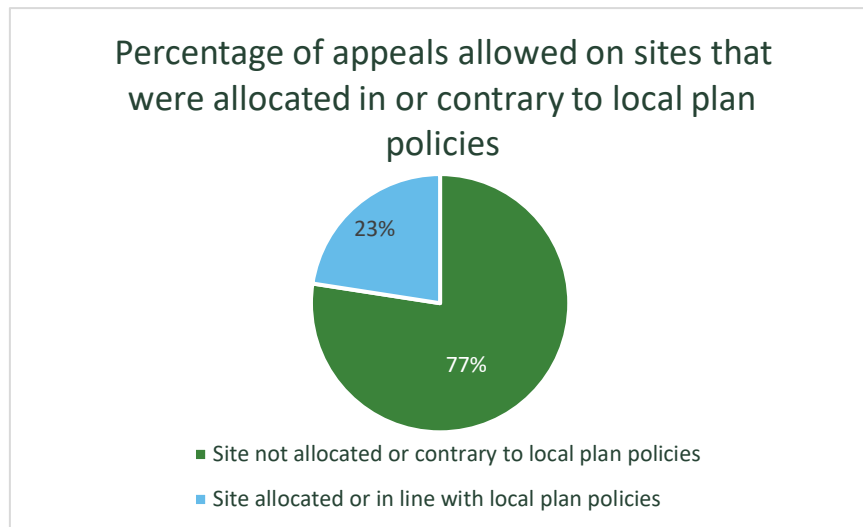 Percentage of appeals allowed on sites that
were allocated in or contrary to local plan
policies
23%
77%
Site not allocated or contrary to local plan policies
Site allocated or in line with local plan policies